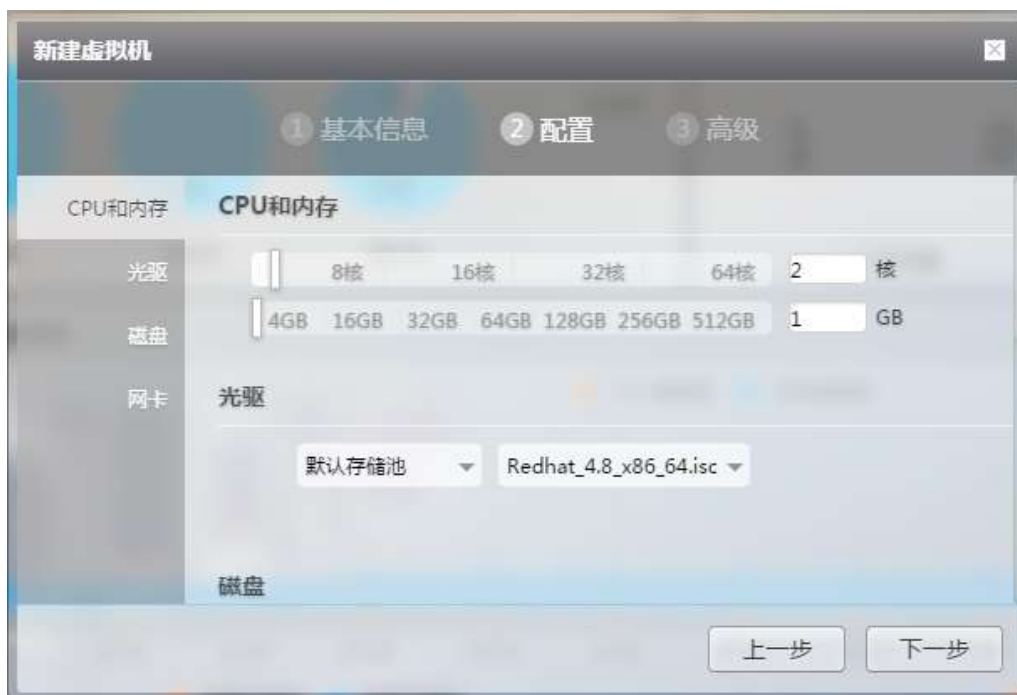 新建虚拟机
1 基本信息 2 配置 3 高级
CPU和内存
光驱
磁盘
网卡
CPU和内存
8核 16核 32核 64核 2 核
4GB 16GB 32GB 64GB 128GB 256GB 512GB 1 GB
光驱
默认存储池 Redhat_4.8_x86_64.isc
磁盘
上一步 下一步